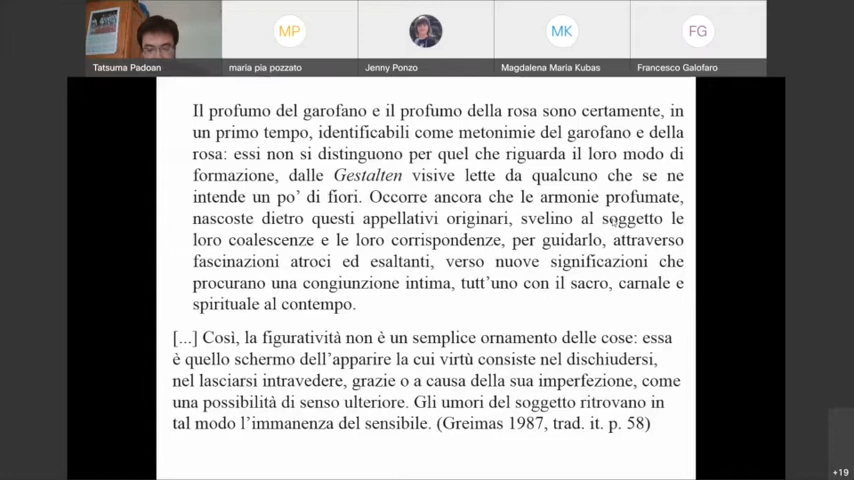 MP
MK
FG
Tatsuma Padoan
maria pia pozzato
Jenny Ponzo
Magdalena Maria Kubas
Francesco Galofaro
Il profumo del garofano e il profumo della rosa sono certamente, in
un primo tempo, identificabili come metonimie del garofano e della
rosa: essi non si distinguono per quel che riguarda il loro modo di
formazione, dalle Gestalten visive lette da qualcuno che se ne
intende un po’ di fiori. Occorre ancora che le armonie profumate,
nascoste dietro questi appellativi originari, svelino al soggetto le
loro coalescenze e le loro corrispondenze, per guidarlo, attraverso
fascinazioni atroci ed esaltanti, verso nuove significazioni che
procurano una congiunzione intima, tutt’uno con il sacro, carnale e
spirituale al contempo.
[...] Così, la figuratività non è un semplice ornamento delle cose: essa
è quello schermo dell’apparire la cui virtù consiste nel dischiudersi,
nel lasciarsi intravedere, grazie o a causa della sua imperfezione, come
una possibilità di senso ulteriore. Gli umori del soggetto ritrovano in
tal modo l’immanenza del sensibile. (Greimas 1987, trad. it. p. 58)
+19